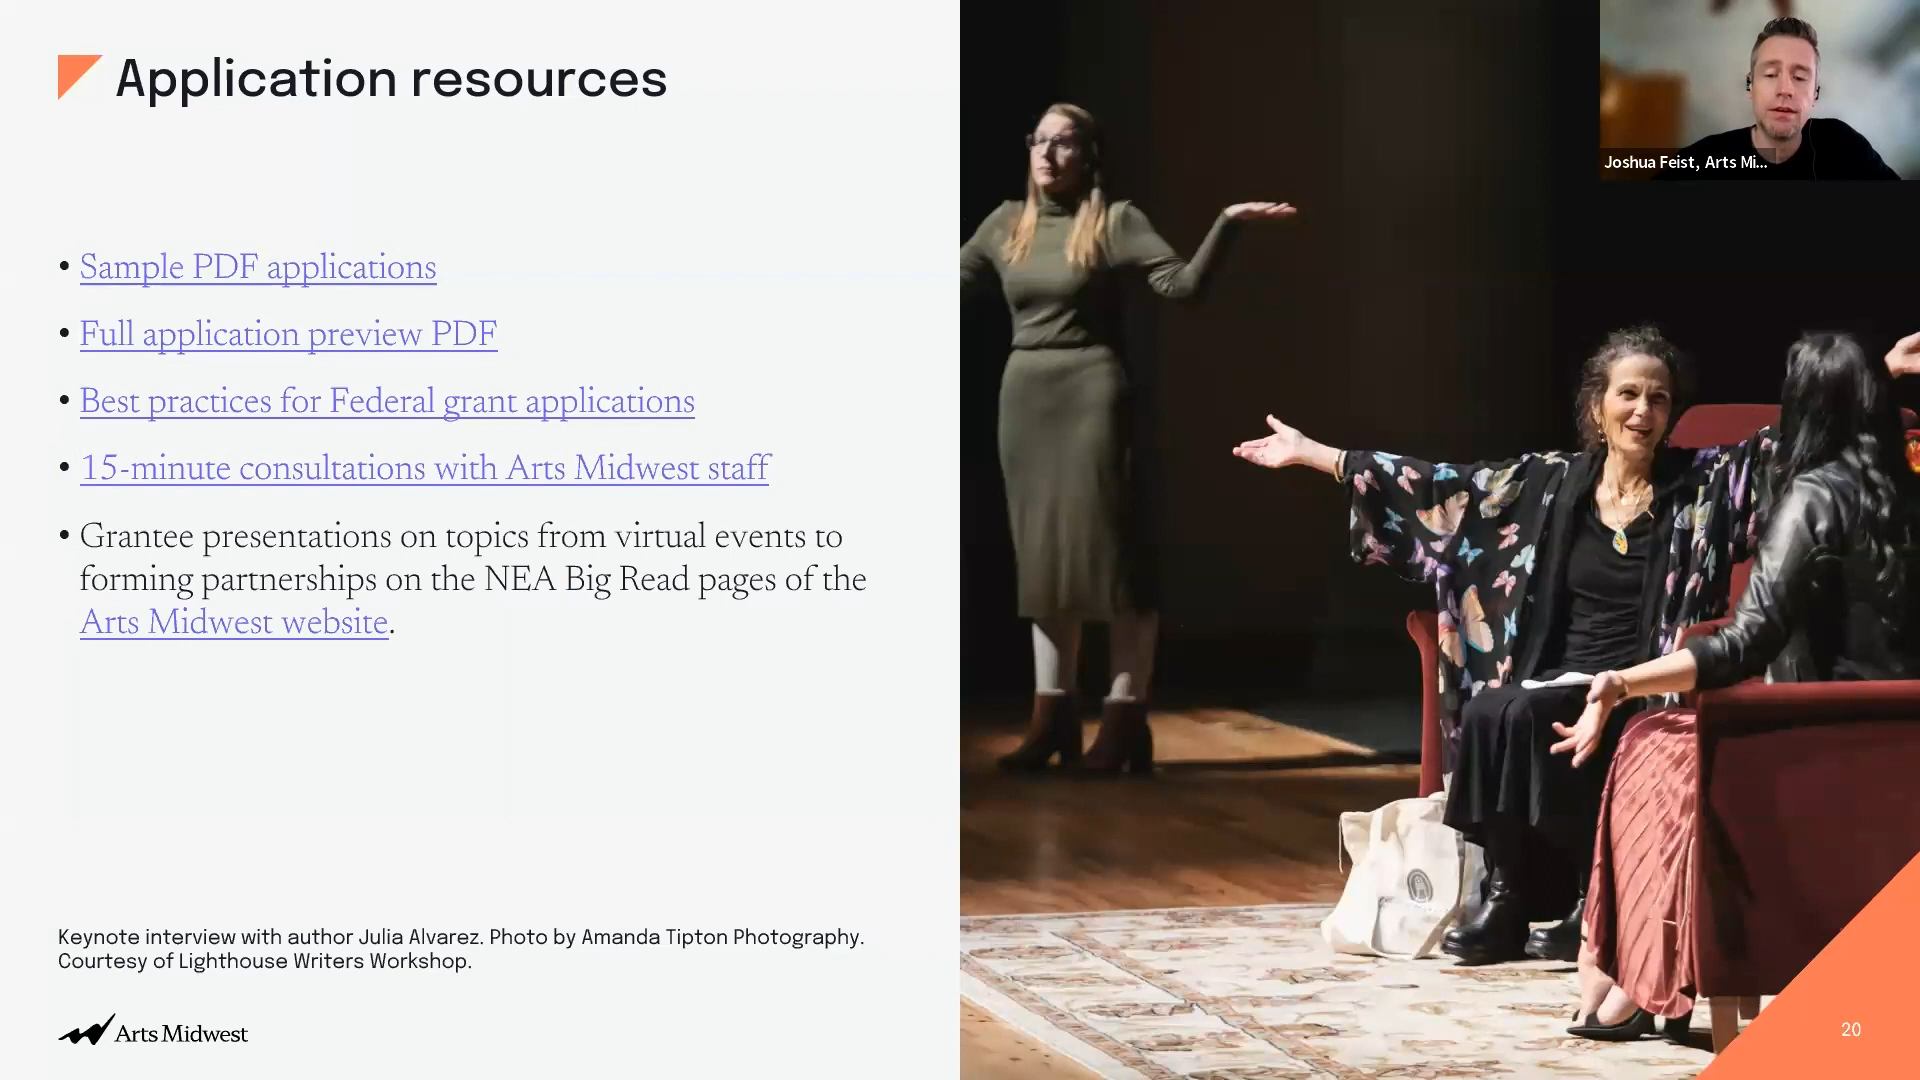 Application resources
Joshua Feist, Arts Mi...
• Sample PDF applications
• Full application preview PDF
• Best practices for Federal grant applications
• 15-minute consultations with Arts Midwest staff
• Grantee presentations on topics from virtual events to
forming partnerships on the NEA Big Read pages of the
Arts Midwest website.
Keynote interview with author Julia Alvarez. Photo by Amanda Tipton Photography.
Courtesy of Lighthouse Writers Workshop.
Arts Midwest
20